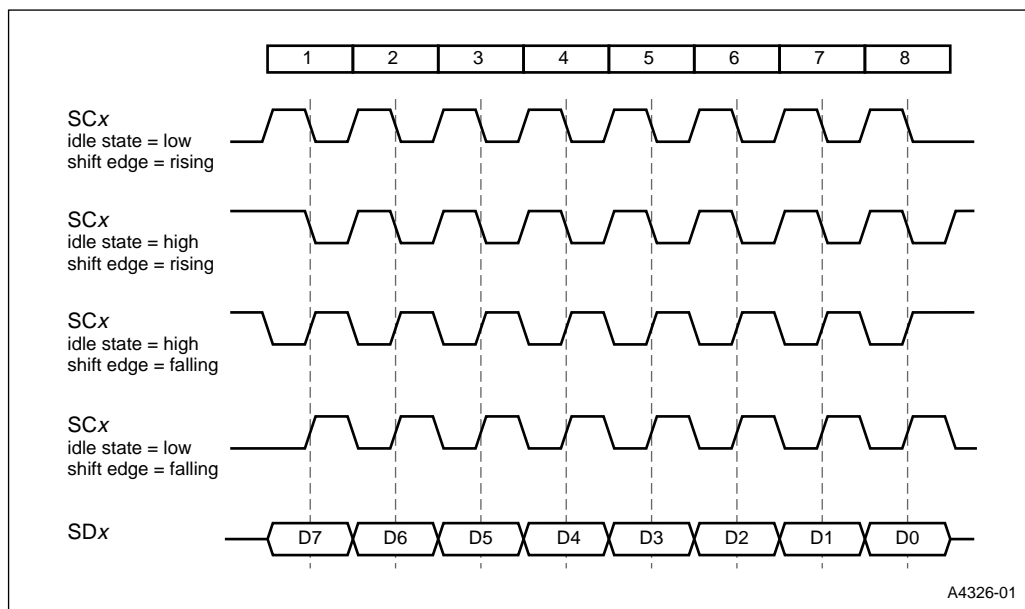 1 2 3 4 5 6 7 8
SCx
idle state = low
shift edge = rising
SCx
idle state = high
shift edge = rising
SCx
idle state = high
shift edge = falling
SCx
idle state = low
shift edge = falling
SDx D7 D6 D5 D4 D3 D2 D1 D0
A4326-01